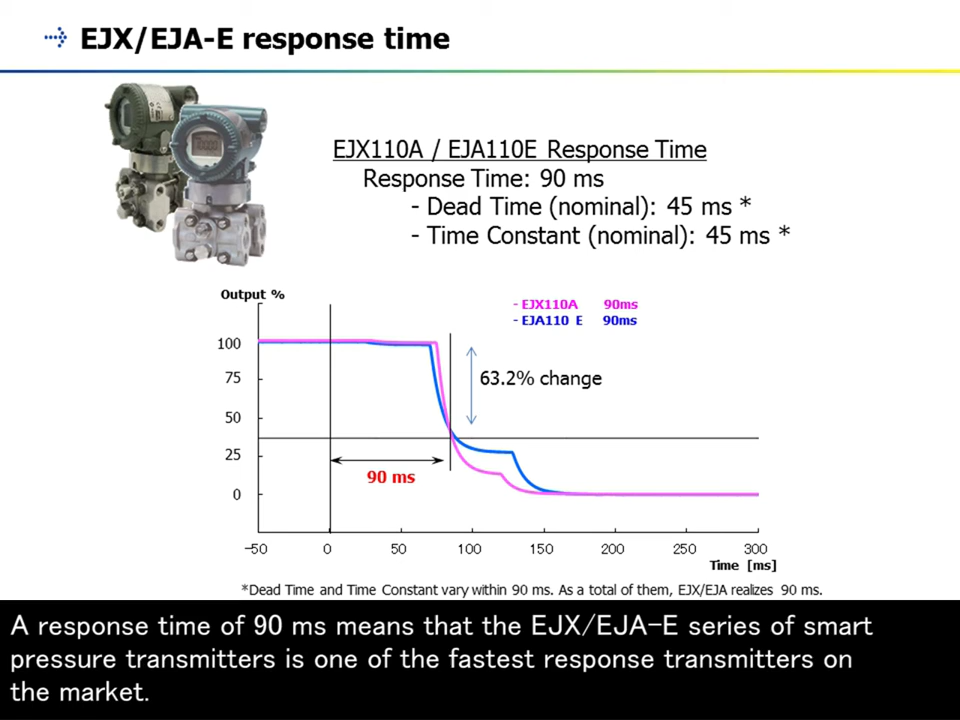 EJX/EJA-E response time
EJX110A / EJA110E Response Time
Response Time: 90 ms
- Dead Time (nominal): 45 ms *
- Time Constant (nominal): 45 ms *
Output %
- EJX110A 90ms
- EJA110 E 90ms
100
75
50
25
0
63.2% change
90 ms
-50 0 50 100 150 200 250 300
Time [ms]
*Dead Time and Time Constant vary within 90 ms. As a total of them, EJX/EJA realizes 90 ms.
A response time of 90 ms means that the EJX/EJA-E series of smart
pressure transmitters is one of the fastest response transmitters on
the market.